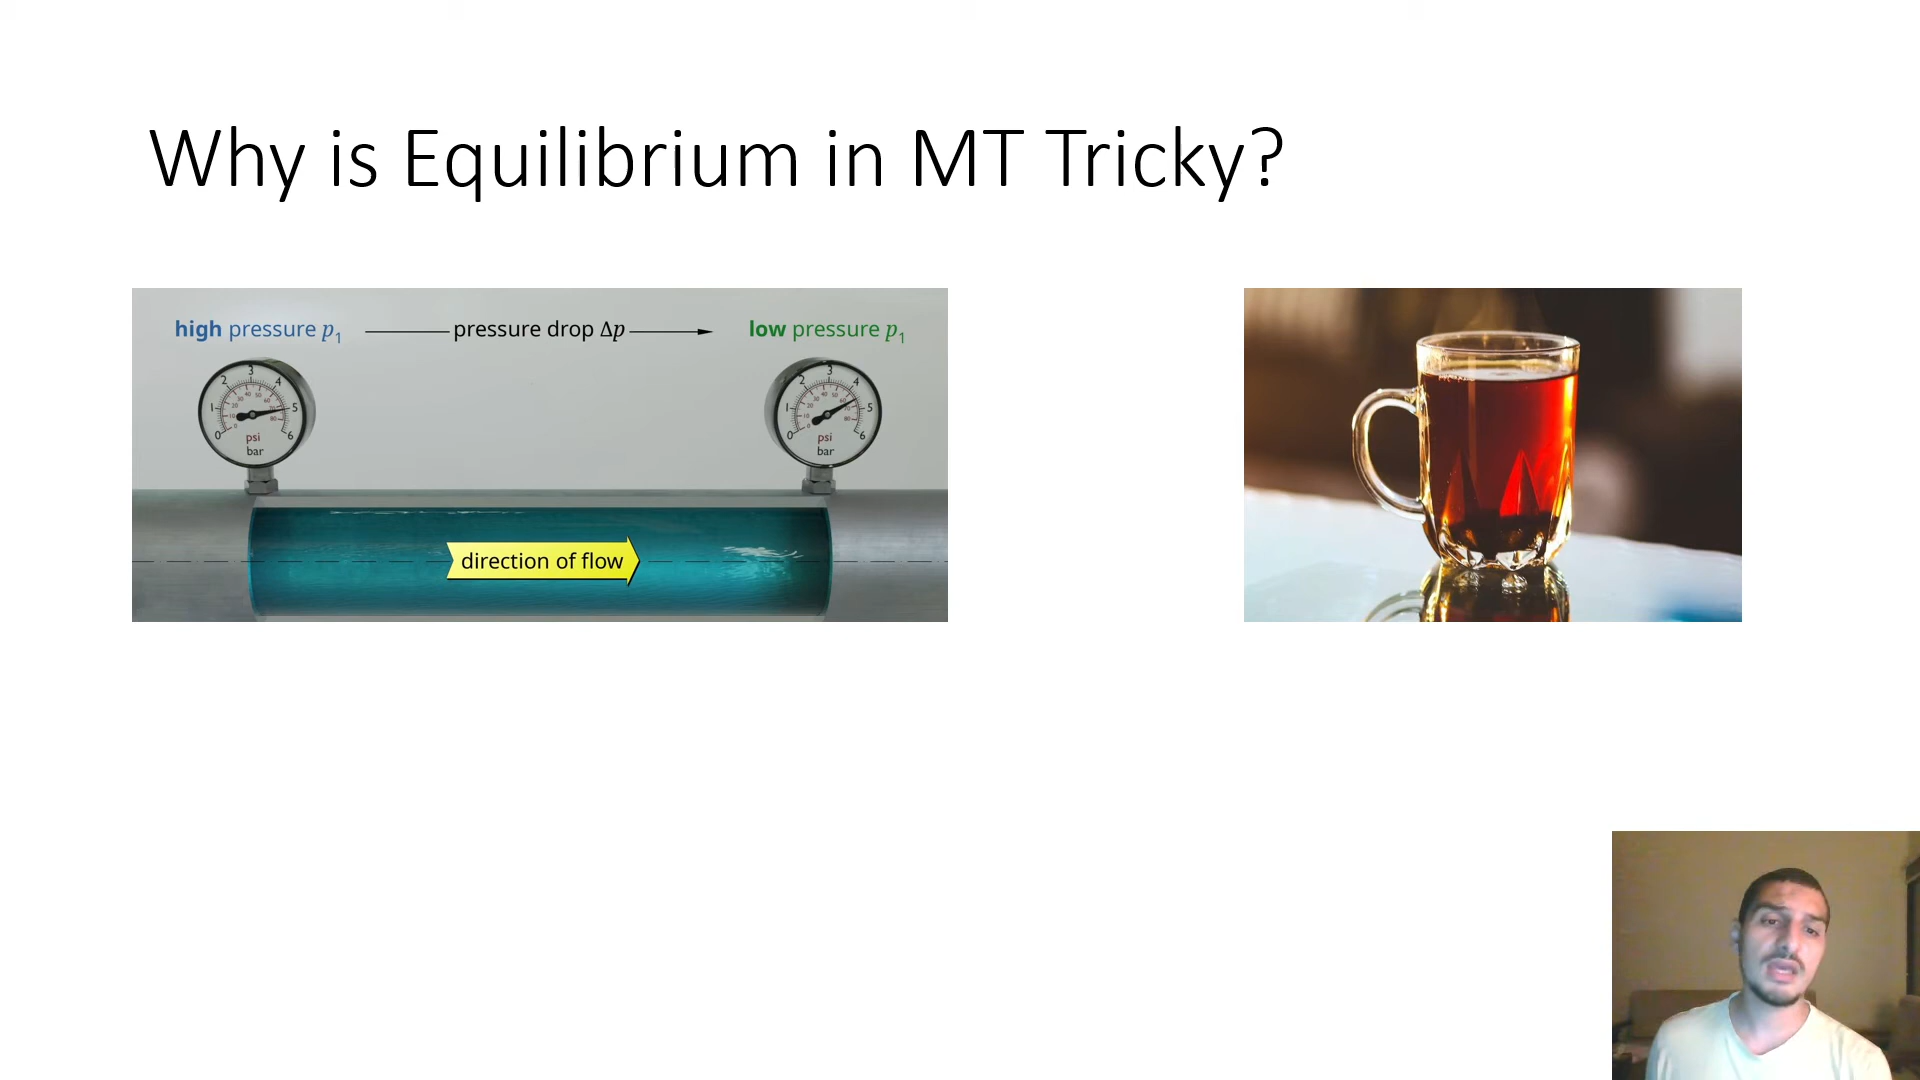 Why is Equilibrium in MT Tricky?
high pressure p1 pressure drop Δp low pressure p1
0 1 2 3 4 5 6
psi
bar
0 1 2 3 4 5 6
psi
bar
direction of flow